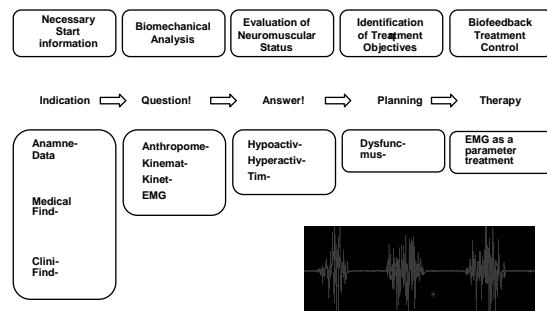 Necessary
Start
information
Biomechanical
Analysis
Evaluation of
Neuromuscular
Status
Identification
of Treatment
Objectives
Biofeedback
Treatment
Control
Indication
Question!
Answer!
Planning
Therapy
Anamne-
Data
Medical
Find-
Clini-
Find-
Anthropome-
Kinemat-
Kinet-
EMG
Hypoactiv-
Hyperactiv-
Tim-
Dysfunc-
mus-
EMG as a
parameter
treatment